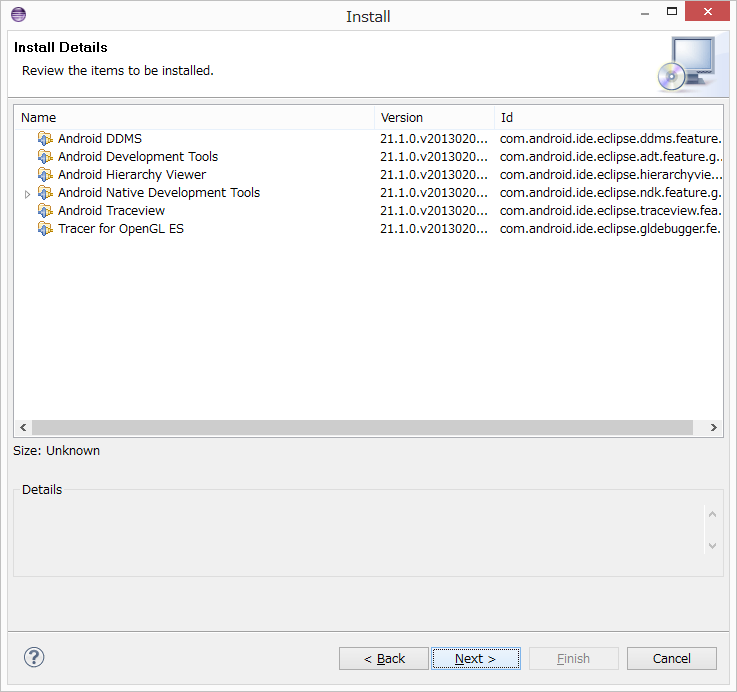 Install
Install Details
Review the items to be installed.
Name Version Id
Android DDMS 21.1.0.v2013020... com.android.ide.eclipse.ddms.feature.
Android Development Tools 21.1.0.v2013020... com.android.ide.eclipse.adt.feature.g..
Android Hierarchy Viewer 21.1.0.v2013020... com.android.ide.eclipse.hierarchyvie...
Android Native Development Tools 21.1.0.v2013020... com.android.ide.eclipse.ndk.feature.g.
Android Traceview 21.1.0.v2013020... com.android.ide.eclipse.traceview.fea.
Tracer for OpenGL ES 21.1.0.v2013020... com.android.ide.eclipse.gldebugger.fe.
Size: Unknown
Details
? < Back Next > Finish Cancel